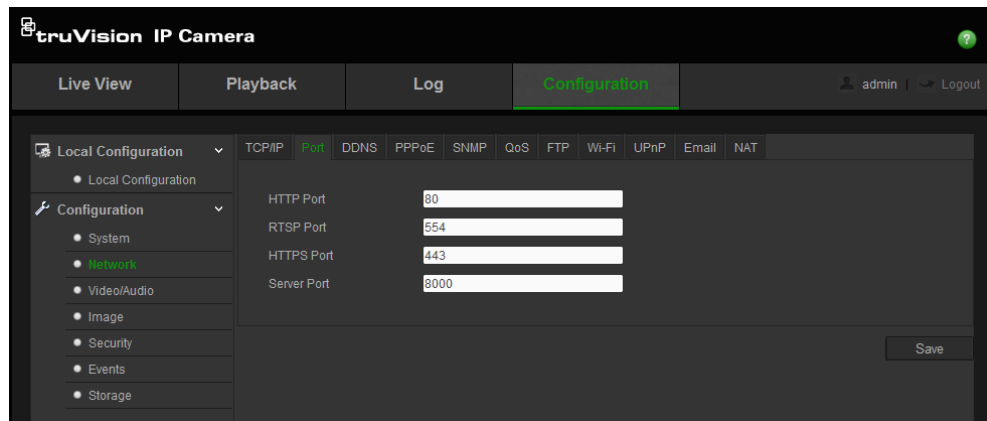 truVision IP Camera
?
Live View Playback Log Configuration admin | Logout
Local Configuration
Local Configuration
Configuration
System
Network
Video/Audio
Image
Security
Events
Storage
TCP/IP Port DDNS PPPoE SNMP QoS FTP Wi-Fi UPnP Email NAT
HTTP Port 80
RTSP Port 554
HTTPS Port 443
Server Port 8000
Save